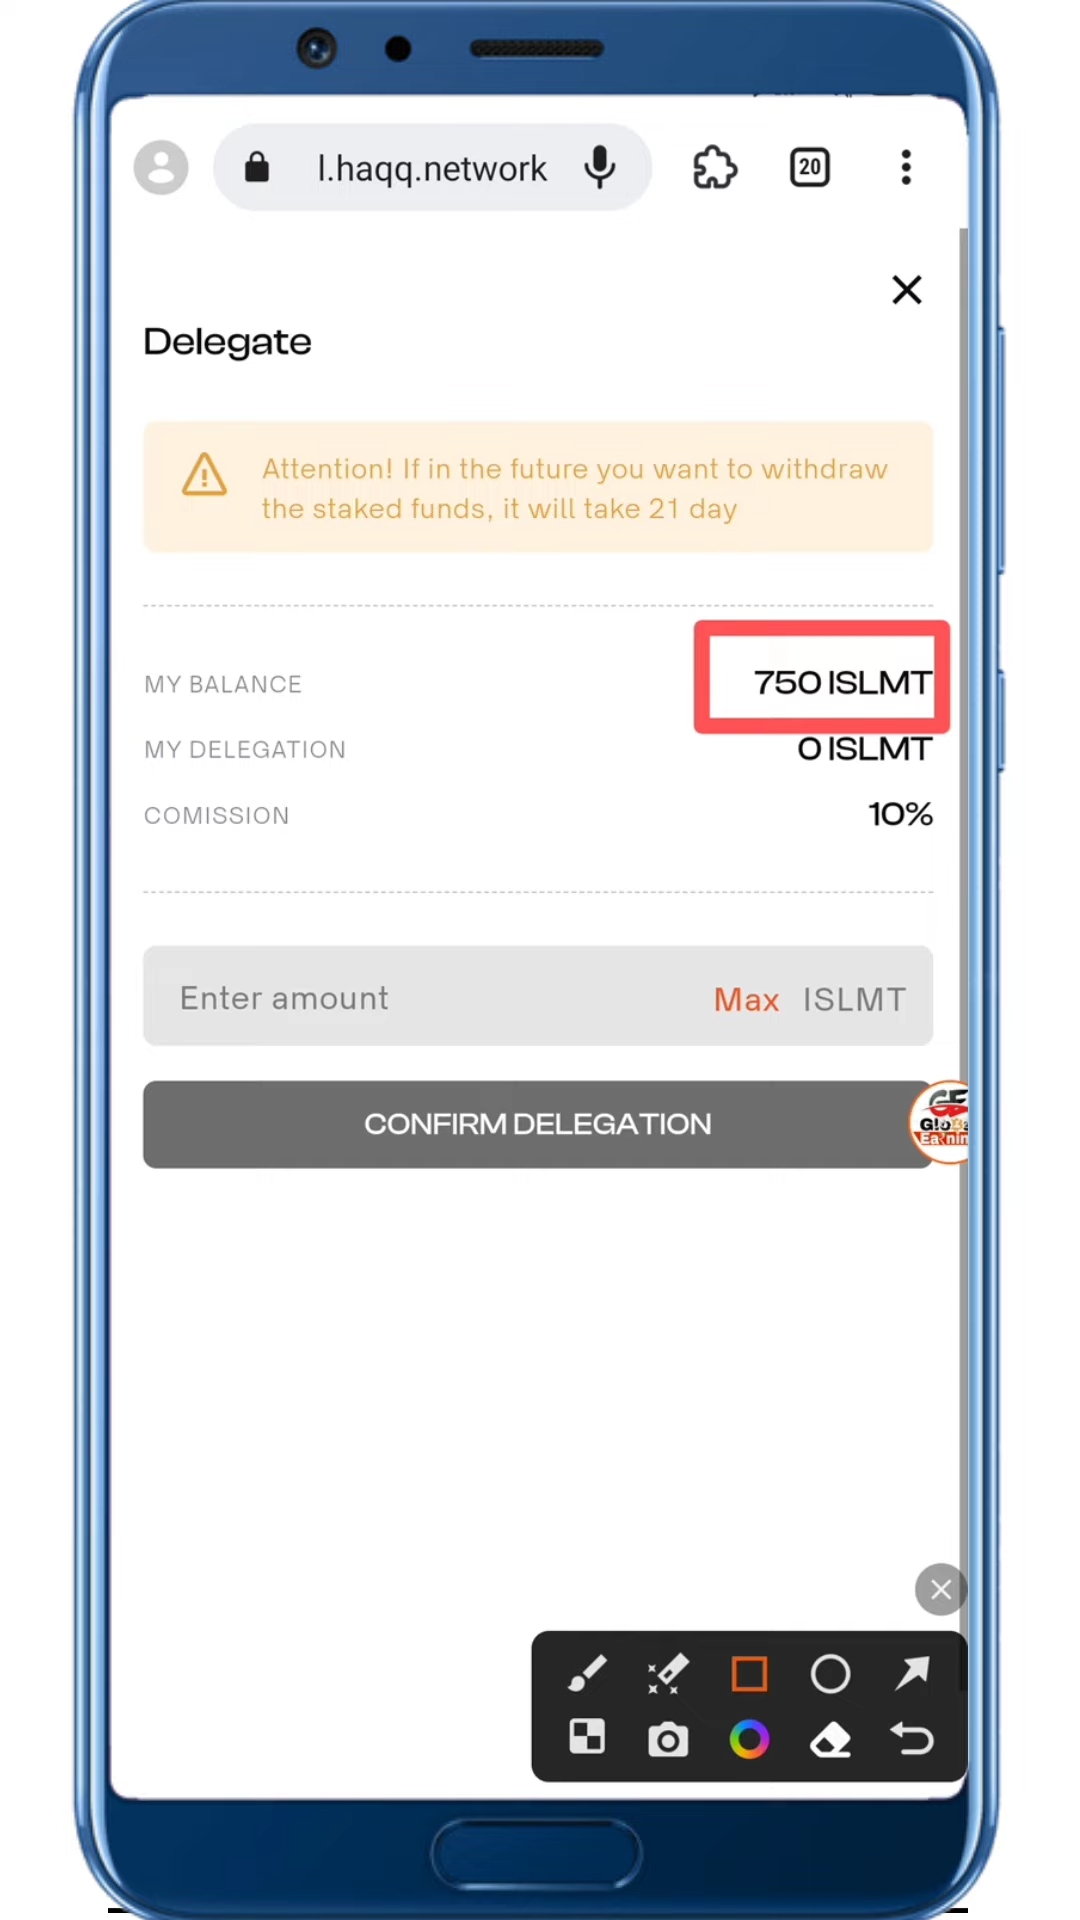 l.haqq.network
20
Delegate
Attention! If in the future you want to withdraw
the staked funds, it will take 21 day
MY BALANCE 750 ISLMT
MY DELEGATION 0 ISLMT
COMISSION 10%
Enter amount Max ISLMT
CONFIRM DELEGATION
GE